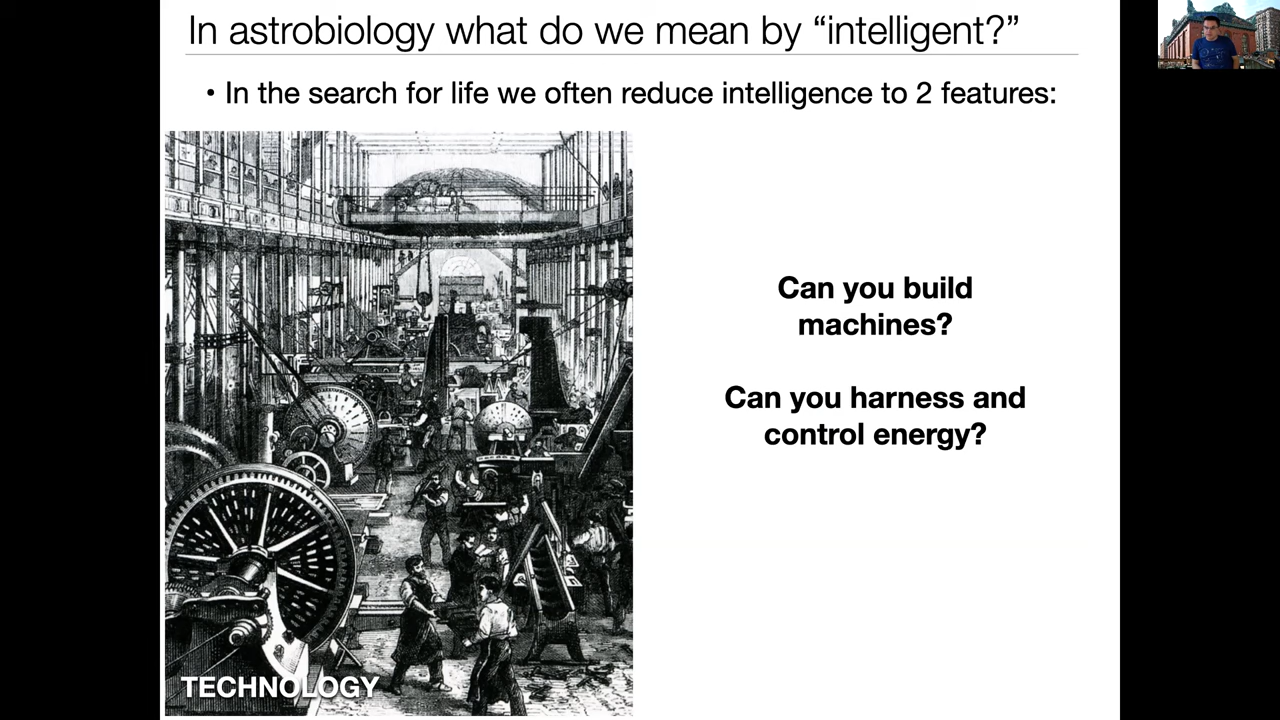 In astrobiology what do we mean by “intelligent?”
• In the search for life we often reduce intelligence to 2 features:
Can you build
machines?
Can you harness and
control energy?
TECHNOLOGY